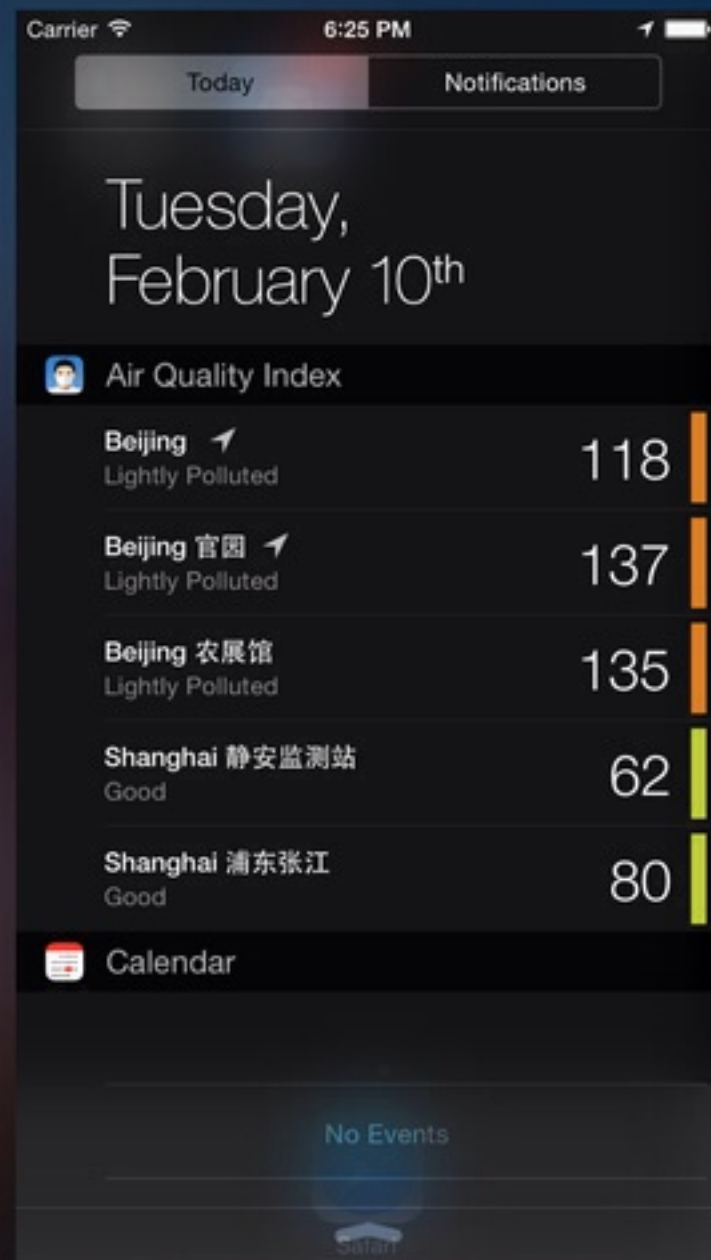 Carrier 6:25 PM
Today Notifications
Tuesday,
February 10th
Air Quality Index
Beijing
Lightly Polluted
118
Beijing 官园
Lightly Polluted
137
Beijing 农展馆
Lightly Polluted
135
Shanghai 静安监测站
Good
62
Shanghai 浦东张江
Good
80
Calendar
No Events
Safari